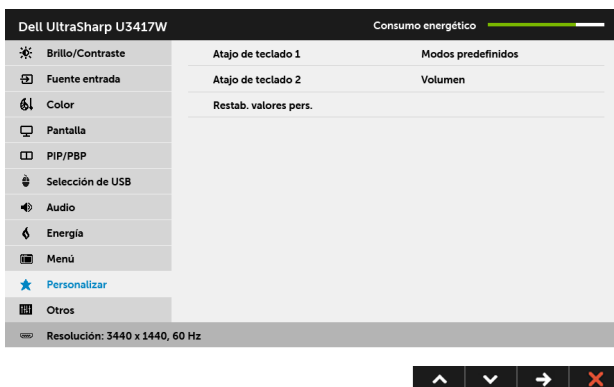 Dell UltraSharp U3417W Consumo energético
Brillo/Contraste Atajo de teclado 1 Modos predefinidos
Fuente entrada Atajo de teclado 2 Volumen
Color Restab. valores pers.
Pantalla
PIP/PBP
Selección de USB
Audio
Energía
Menú
Personalizar
Otros
Resolución: 3440 x 1440, 60 Hz